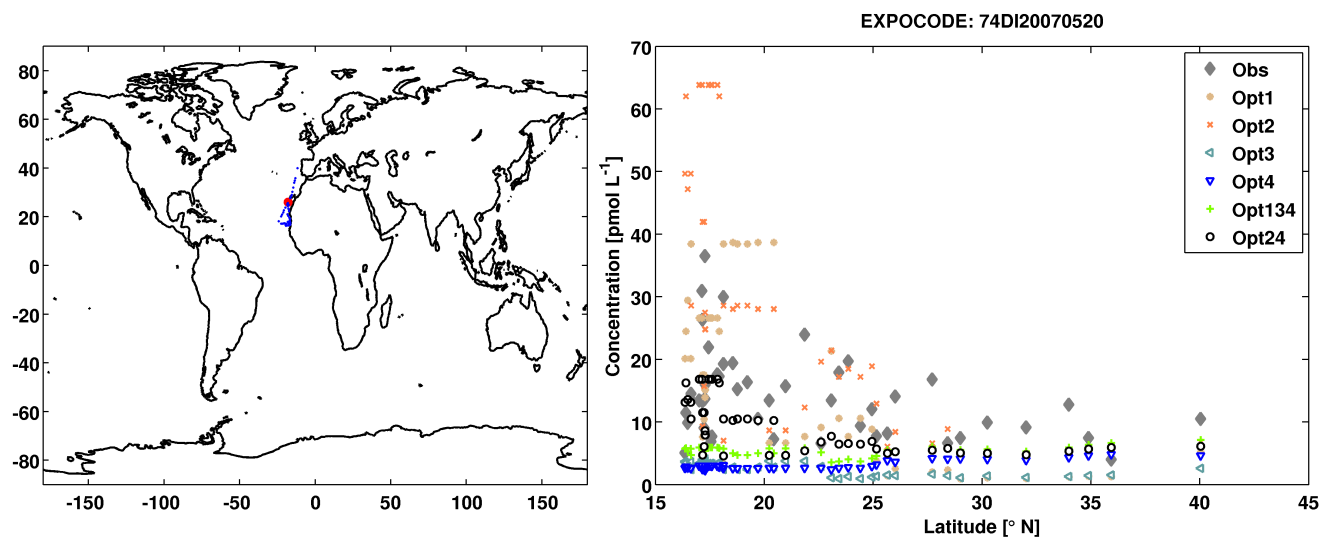 EXPOCODE: 74DI20070520
80
60
40
20
0
-20
-40
-60
-80
-150 -100 -50 0 50 100 150
Concentration [pmol L-1]
70
60
50
40
30
20
10
0
15 20 25 30 35 40 45
Latitude [° N]
Obs
Opt1
Opt2
Opt3
Opt4
Opt134
Opt24